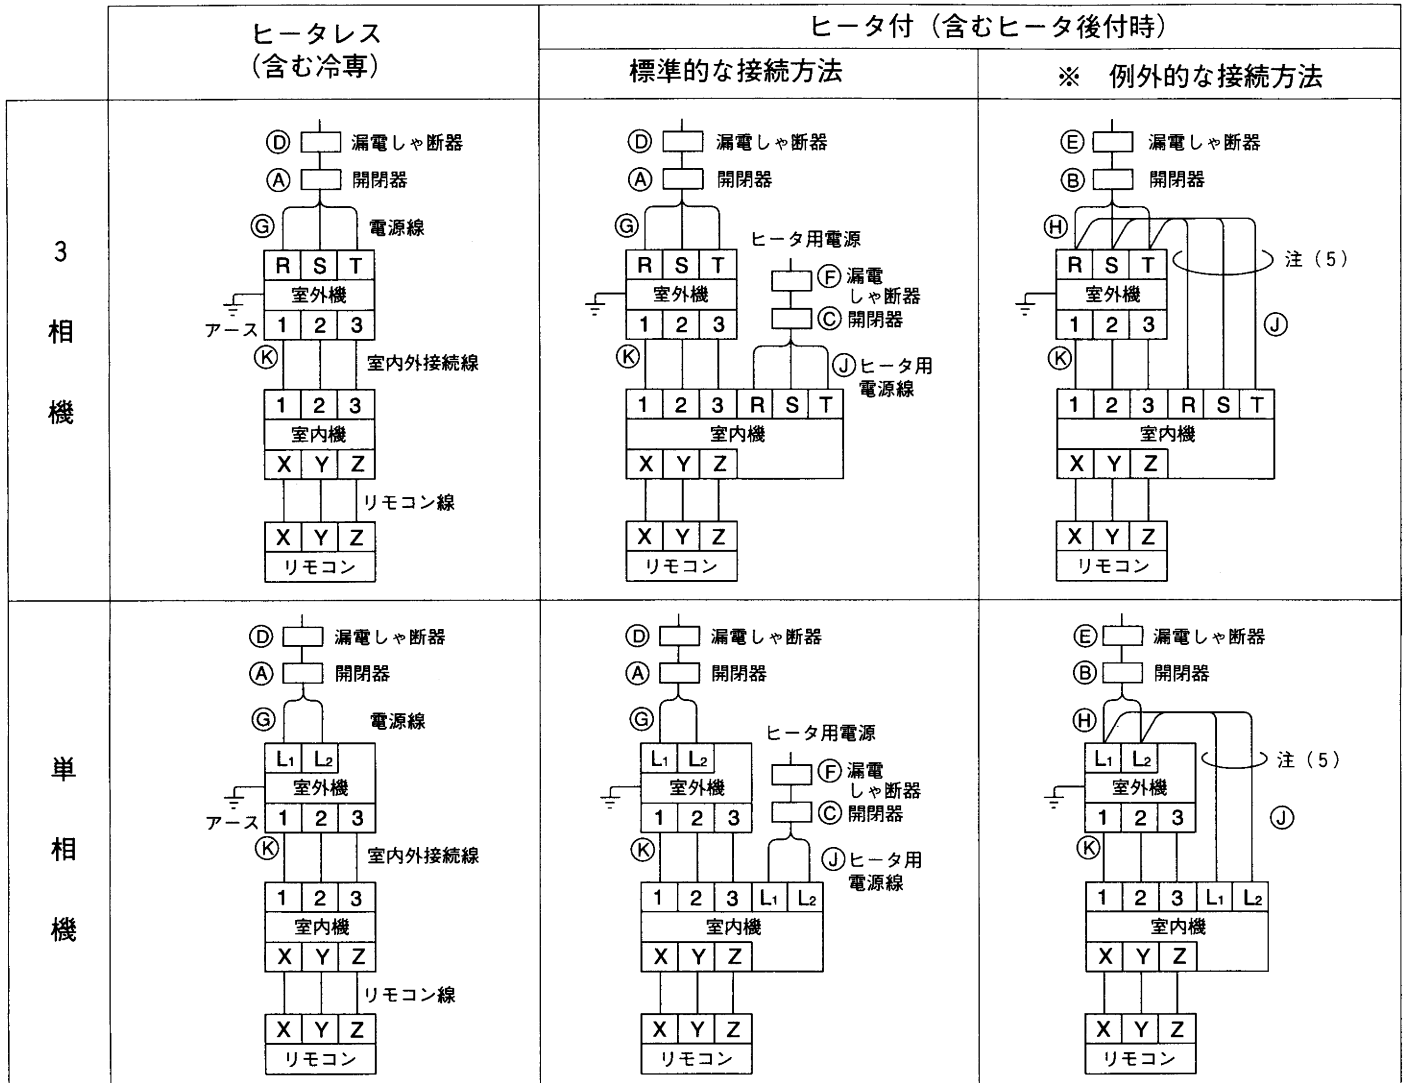 ヒータレス
(含む冷専)
ヒータ付（含むヒータ後付時）
標準的な接続方法
※ 例外的な接続方法
3
相
機
Ⓓ 漏電しゃ断器
Ⓐ 開閉器
Ⓖ 電源線
R S T
室外機
1 2 3
アース
Ⓚ 室内外接続線
1 2 3
室内機
X Y Z
リモコン線
X Y Z
リモコン
Ⓓ 漏電しゃ断器
Ⓐ 開閉器
Ⓖ
ヒータ用電源
R S T
Ⓕ 漏電
しゃ断器
室外機
Ⓒ 開閉器
1 2 3
Ⓚ
Ⓙ ヒータ用
電源線
1 2 3 R S T
室内機
X Y Z
X Y Z
リモコン
Ⓔ 漏電しゃ断器
Ⓑ 開閉器
Ⓗ
R S T
注（5）
室外機
1 2 3
Ⓙ
Ⓚ
1 2 3 R S T
室内機
X Y Z
X Y Z
リモコン
単
相
機
Ⓓ 漏電しゃ断器
Ⓐ 開閉器
Ⓖ 電源線
L₁ L₂
室外機
1 2 3
アース
Ⓚ 室内外接続線
1 2 3
室内機
X Y Z
リモコン線
X Y Z
リモコン
Ⓓ 漏電しゃ断器
Ⓐ 開閉器
Ⓖ
ヒータ用電源
L₁ L₂
Ⓕ 漏電
しゃ断器
室外機
Ⓒ 開閉器
1 2 3
Ⓚ
Ⓙ ヒータ用
電源線
1 2 3 L₁ L₂
室内機
X Y Z
X Y Z
リモコン
Ⓔ 漏電しゃ断器
Ⓑ 開閉器
Ⓗ
L₁ L₂
注（5）
室外機
1 2 3
Ⓙ
Ⓚ
1 2 3 L₁ L₂
室内機
X Y Z
X Y Z
リモコン